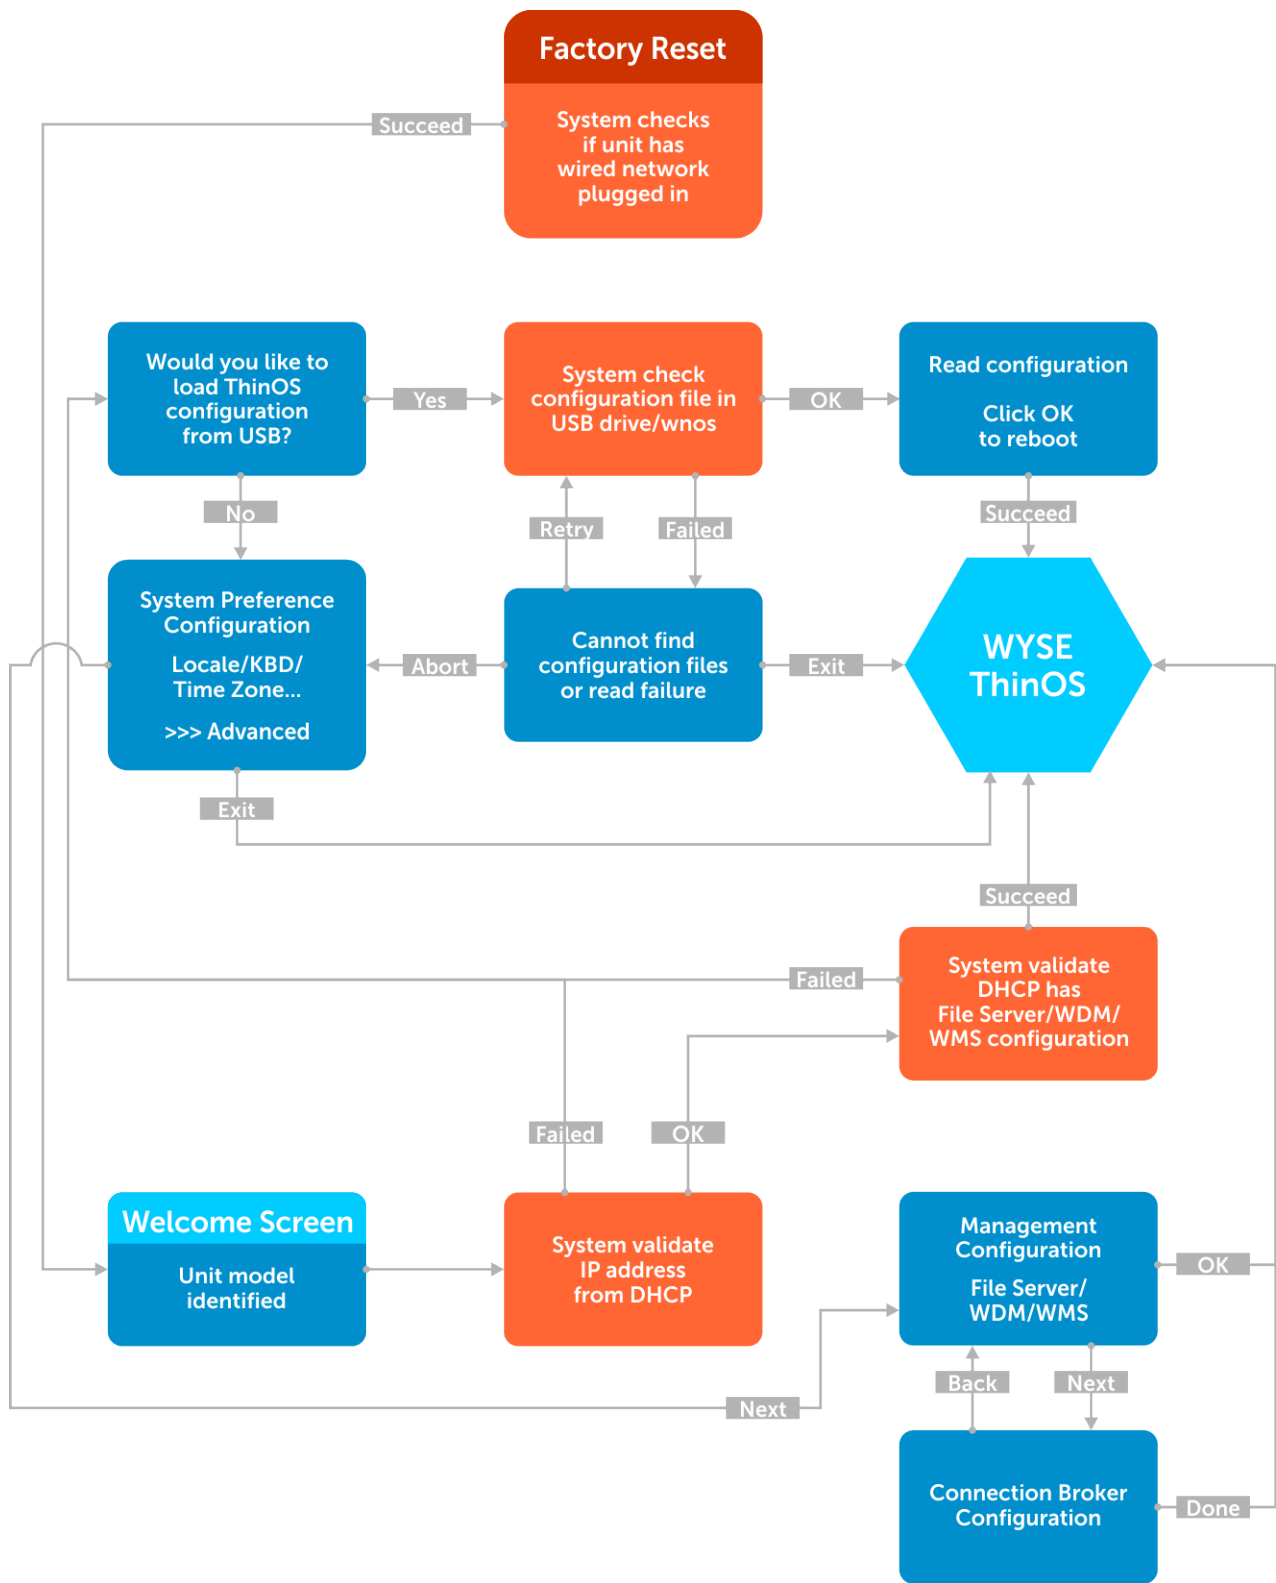 Factory Reset
System checks
if unit has
wired network
plugged in
Succeed
Would you like to
load ThinOS
configuration
from USB?
Yes
System check
configuration file in
USB drive/wnos
OK
Read configuration
Click OK
to reboot
No
Retry
Failed
Succeed
System Preference
Configuration
Locale/KBD/
Time Zone...
>>> Advanced
Abort
Cannot find
configuration files
or read failure
Exit
WYSE
ThinOS
Exit
Succeed
Failed
System validate
DHCP has
File Server/WDM/
WMS configuration
Failed
OK
Welcome Screen
Unit model
identified
System validate
IP address
from DHCP
Management
Configuration
File Server/
WDM/WMS
OK
Back
Next
Next
Connection Broker
Configuration
Done